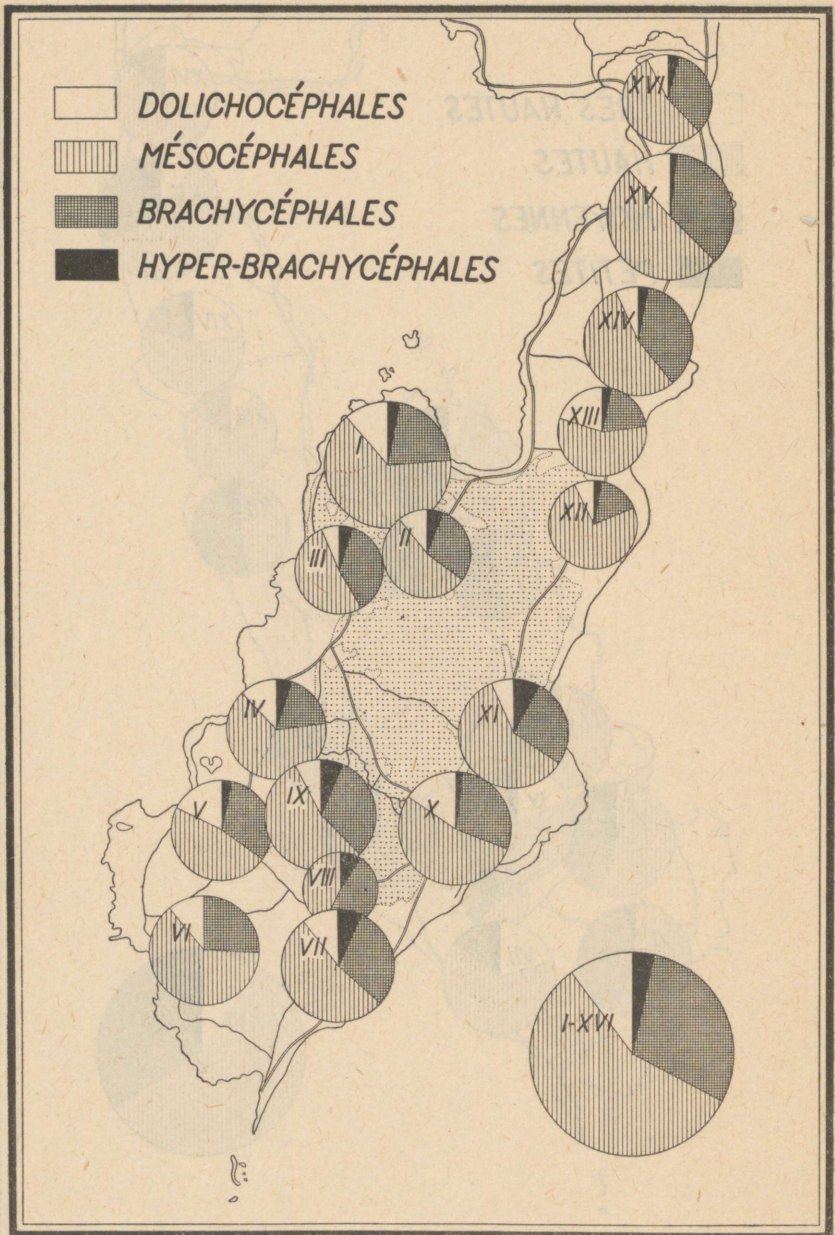 DOLICHOCÉPHALES
MÉSOCÉPHALES
BRACHYCÉPHALES
HYPER-BRACHYCÉPHALES
XVI
XV
XIV
XIII
I
XII
II
III
IV
XI
IX
V
X
VIII
VI
VII
I-XVI